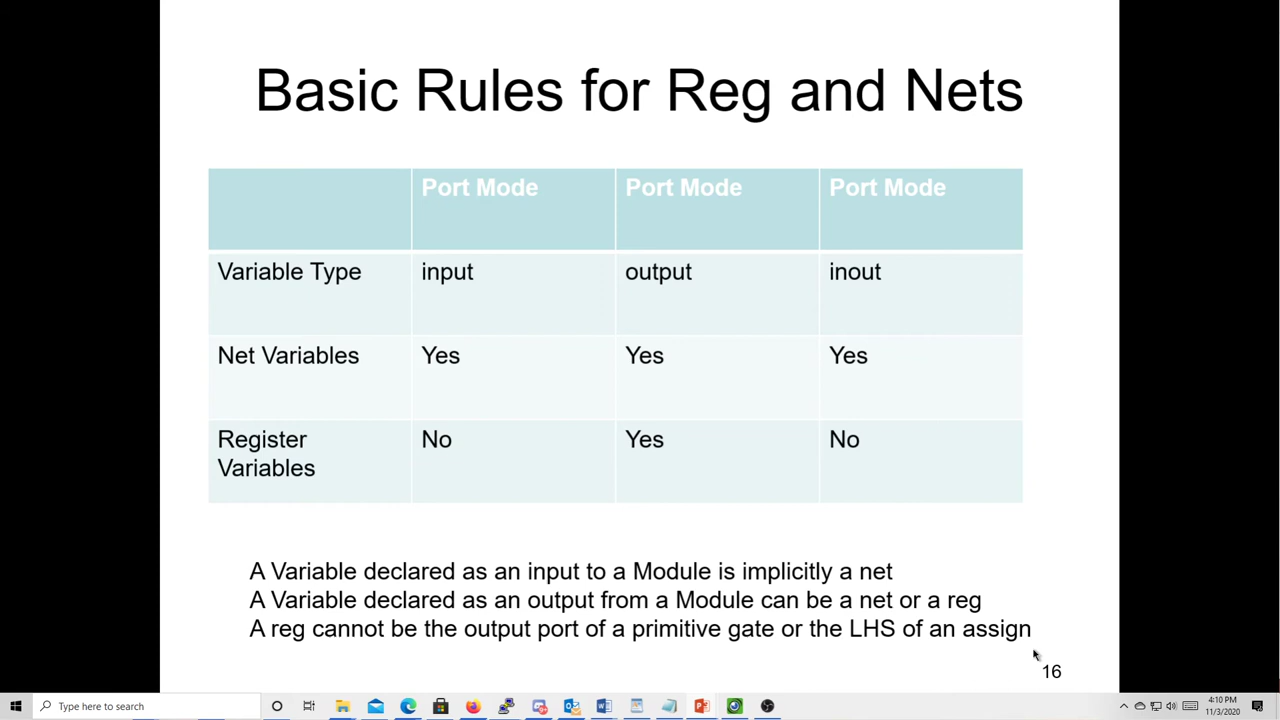 Basic Rules for Reg and Nets
Port Mode Port Mode Port Mode
Variable Type input output inout
Net Variables Yes Yes Yes
Register No Yes No
Variables
A Variable declared as an input to a Module is implicitly a net
A Variable declared as an output from a Module can be a net or a reg
A reg cannot be the output port of a primitive gate or the LHS of an assign
16
Type here to search
4:10 PM
11/3/2020